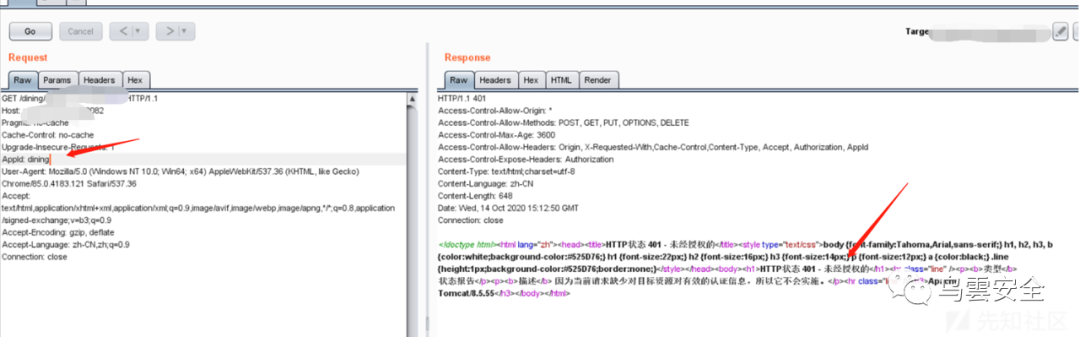 Go
Cancel
< >
Targe
Request
Raw Params Headers Hex
GET /dining/ HTTP/1.1
Host: 7082
Pragma: no-cache
Cache-Control: no-cache
Upgrade-Insecure-Requests: 1
AppId: dining
User-Agent: Mozilla/5.0 (Windows NT 10.0; Win64; x64) AppleWebKit/537.36 (KHTML, like Gecko)
Chrome/85.0.4183.121 Safari/537.36
Accept:
text/html,application/xhtml+xml,application/xml;q=0.9,image/avif,image/webp,image/apng,*/*;q=0.8,application
/signed-exchange;v=b3;q=0.9
Accept-Encoding: gzip, deflate
Accept-Language: zh-CN,zh;q=0.9
Connection: close
Response
Raw Headers Hex HTML Render
HTTP/1.1 401
Access-Control-Allow-Origin: *
Access-Control-Allow-Methods: POST, GET, PUT, OPTIONS, DELETE
Access-Control-Max-Age: 3600
Access-Control-Allow-Headers: Origin, X-Requested-With,Cache-Control,Content-Type, Accept, Authorization, AppId
Access-Control-Expose-Headers: Authorization
Content-Type: text/html;charset=utf-8
Content-Language: zh-CN
Content-Length: 648
Date: Wed, 14 Oct 2020 15:12:50 GMT
Connection: close
<!doctype html><html lang="zh"><head><title>HTTP状态 401 - 未经授权的</title><style type="text/css">body {font-family:Tahoma,Arial,sans-serif;} h1, h2, h3, b
{color:white;background-color:#525D76;} h1 {font-size:22px;} h2 {font-size:16px;} h3 {font-size:14px;} p {font-size:12px;} a {color:black;} .line
{height:1px;background-color:#525D76;border:none;}</style></head><body><h1>HTTP状态 401 - 未经授权的</h1><hr class="line" /><p><b>类型</b>
状态报告</p><p><b>描述</b> 因为当前请求缺少对目标资源对有效的认证信息，所以它不会实施。</p><hr class="line" /><h3>Apache
Tomcat/8.5.55</h3></body></html>
乌雲安全
先知社区